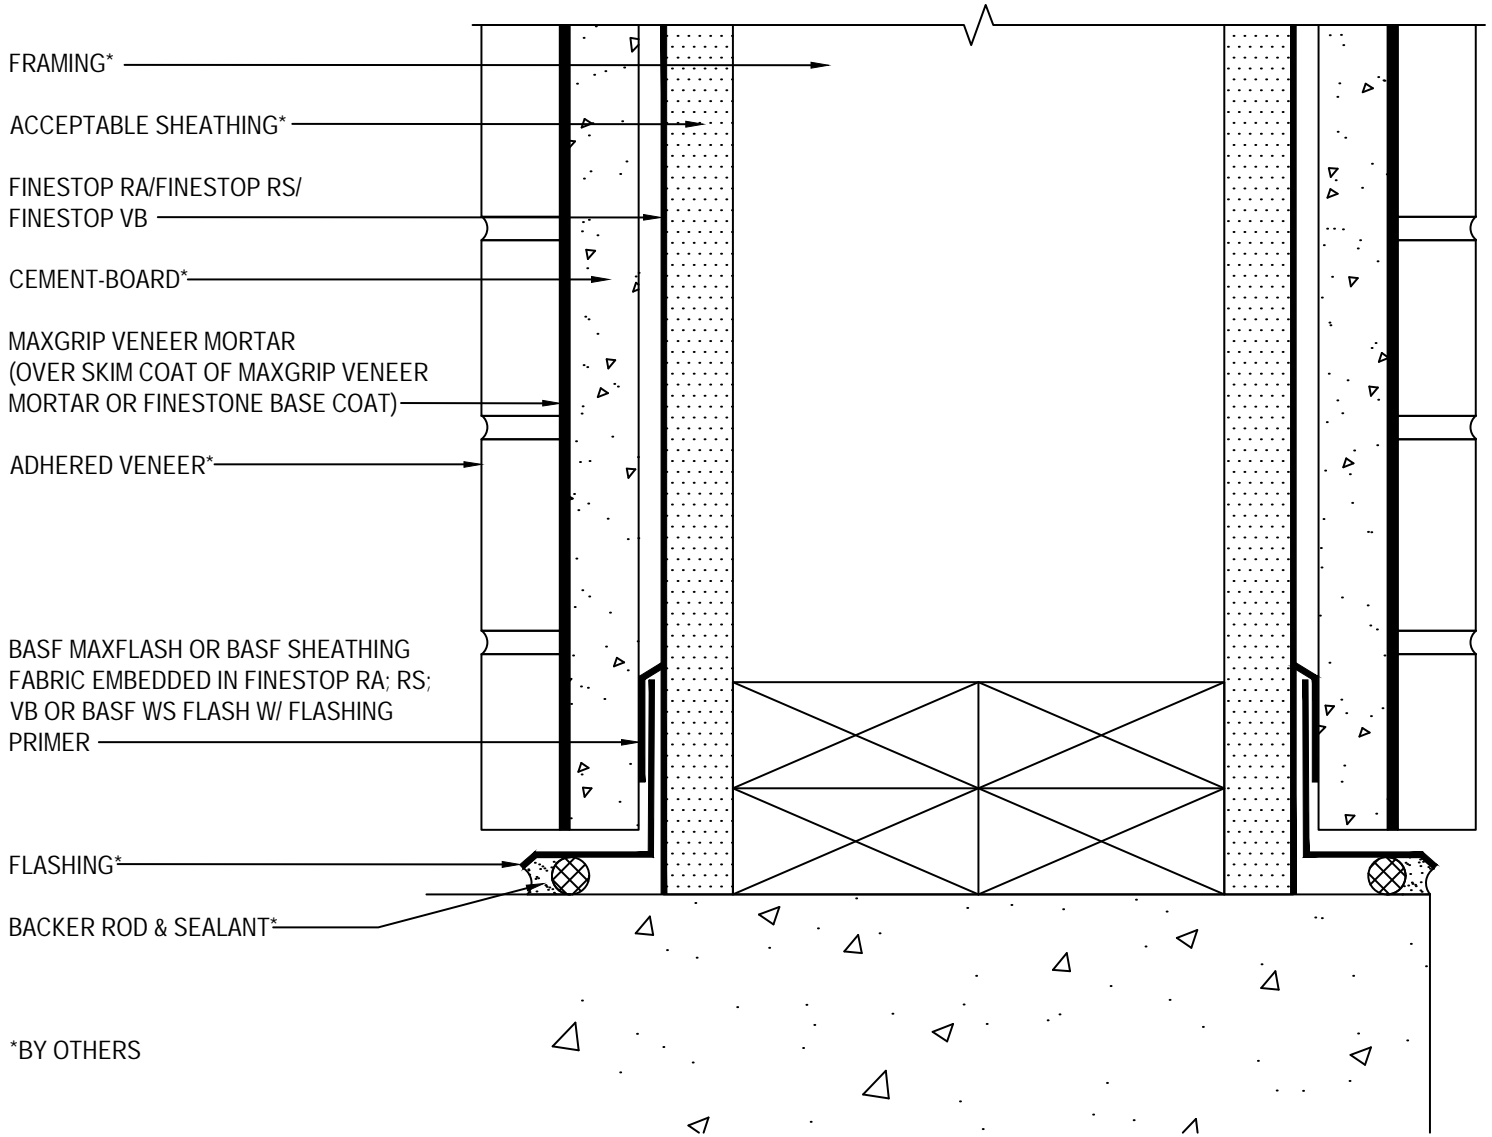 FRAMING*
ACCEPTABLE SHEATHING*
FINESTOP RA/FINESTOP RS/
FINESTOP VB
CEMENT-BOARD*
MAXGRIP VENEER MORTAR
(OVER SKIM COAT OF MAXGRIP VENEER
MORTAR OR FINESTONE BASE COAT)
ADHERED VENEER*
BASF MAXFLASH OR BASF SHEATHING
FABRIC EMBEDDED IN FINESTOP RA; RS;
VB OR BASF WS FLASH W/ FLASHING
PRIMER
FLASHING*
BACKER ROD & SEALANT*
*BY OTHERS